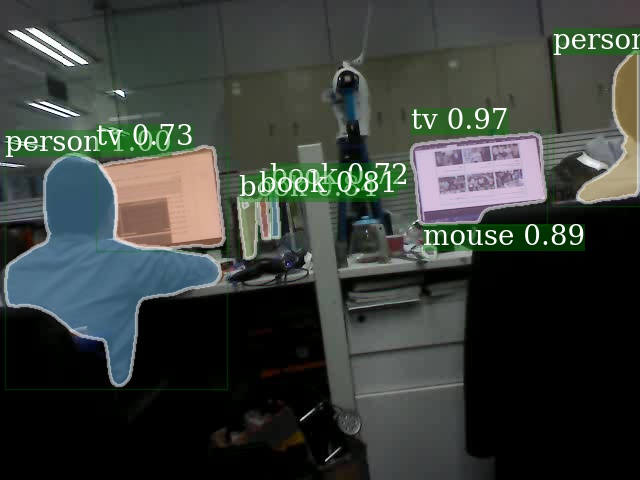 person
tv 0.97
person 1.00
tv 0.73
book 0.72
book 0.81
mouse 0.89